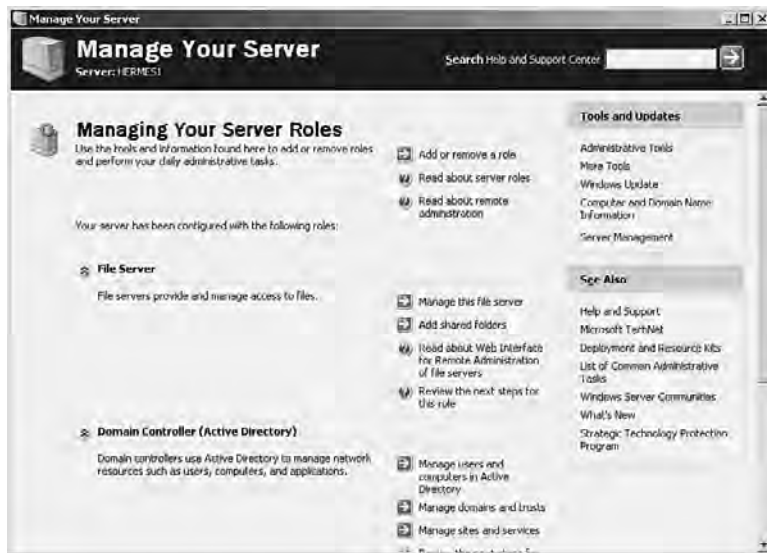 Manage Your Server
Manage Your Server
Server: HERMES1
Search Help and Support Center
Managing Your Server Roles
Use the tools and information found here to add or remove roles
and perform your daily administrative tasks.
Your server has been configured with the following roles:
Add or remove a role
Read about server roles
Read about remote
administration
File Server
File servers provide and manage access to files.
Manage this file server
Add shared folders
Read about Web Interface
for Remote Administration
of file servers
Review the next steps for
this role
Domain Controller (Active Directory)
Domain controllers use Active Directory to manage network
resources such as users, computers, and applications.
Manage users and
computers in Active
Directory
Manage domains and trusts
Manage sites and services
Tools and Updates
Administrative Tools
More Tools
Windows Update
Computer and Domain Name
Information
Server Management
See Also
Help and Support
Microsoft TechNet
Deployment and Resource Kits
List of Common Administrative
Tasks
Windows Server Communities
What's New
Strategic Technology Protection
Program